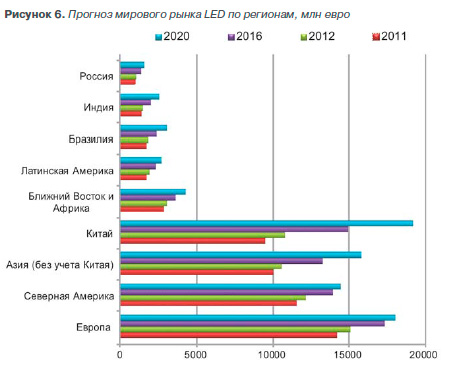 Рисунок 6. Прогноз мирового рынка LED по регионам, млн евро
2020 2016 2012 2011
Россия
Индия
Бразилия
Латинская Америка
Ближний Восток и
Африка
Китай
Азия (без учета Китая)
Северная Америка
Европа
0 5000 10000 15000 20000